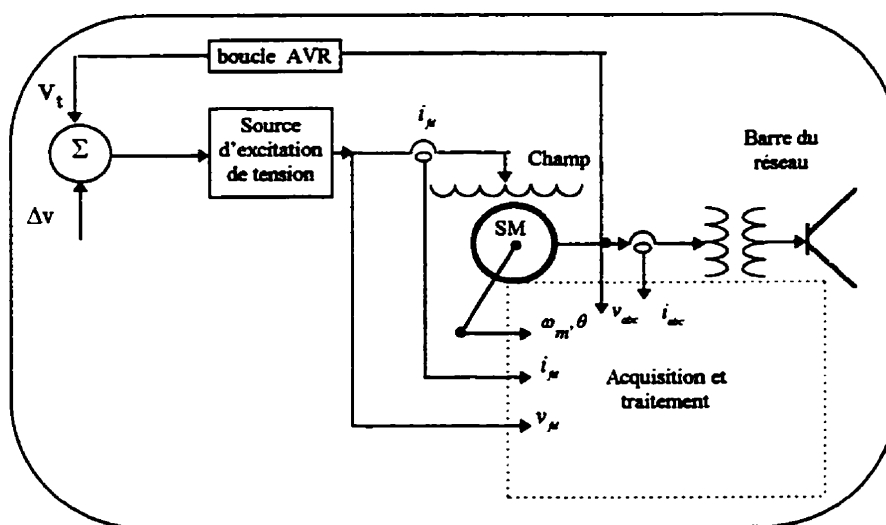 boucle AVR
V_t
Σ
Δv
Source
d'excitation
de tension
i_fd
Champ
Barre du
réseau
SM
ω_m, θ
v_abc
i_abc
i_fd
v_fd
Acquisition et
traitement